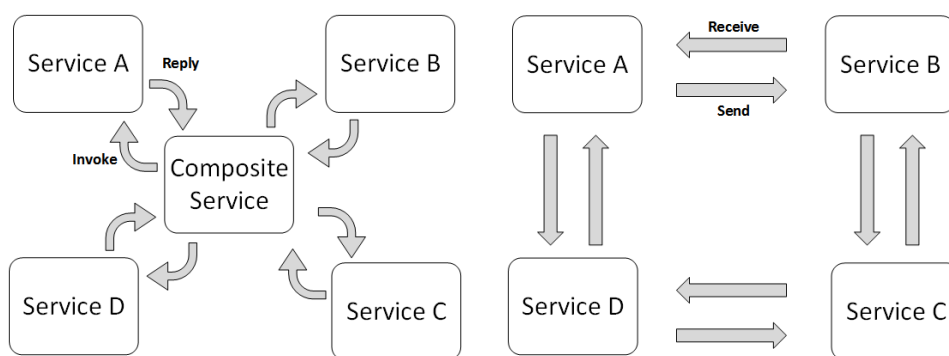 Service A
Reply
Service B
Invoke
Composite
Service
Service D
Service C
Receive
Service A
Service B
Send
Service D
Service C